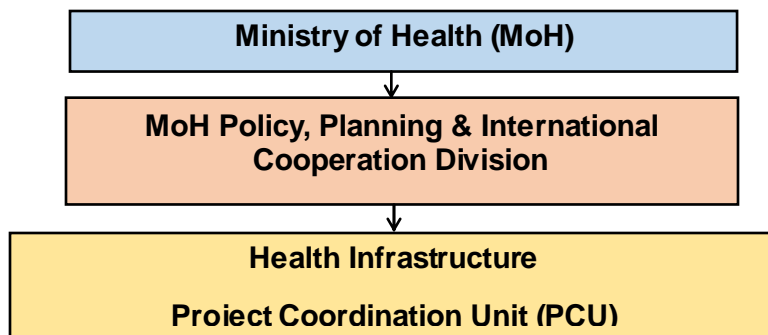 Ministry of Health (MoH)
MoH Policy, Planning & International
Cooperation Division
Health Infrastructure
Project Coordination Unit (PCU)